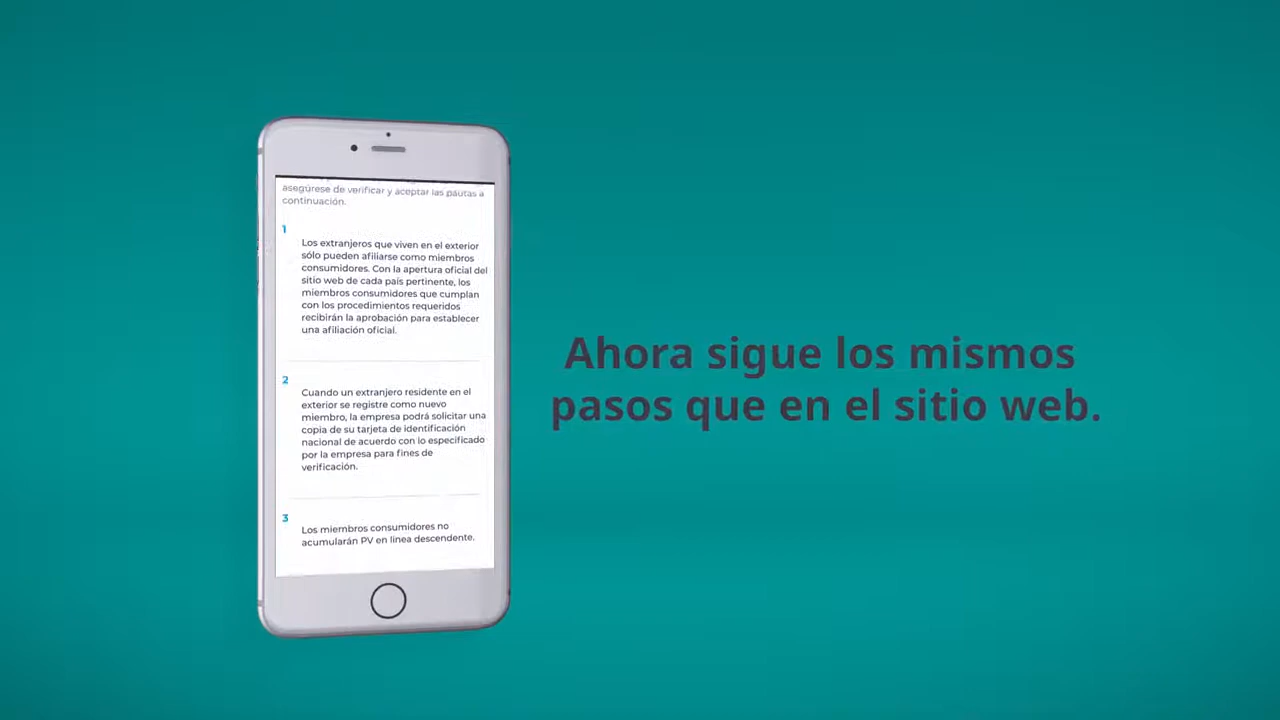 asegúrese de verificar y aceptar las pautas a
continuación.
1
Los extranjeros que viven en el exterior
sólo pueden afiliarse como miembros
consumidores. Con la apertura oficial del
sitio web de cada país pertinente, los
miembros consumidores que cumplan
con los procedimientos requeridos
recibirán la aprobación para establecer
una afiliación oficial.
2
Cuando un extranjero residente en el
exterior se registre como nuevo
miembro, la empresa podrá solicitar una
copia de su tarjeta de identificación
nacional de acuerdo con lo especificado
por la empresa para fines de
verificación.
3
Los miembros consumidores no
acumularán PV en línea descendente.
Ahora sigue los mismos
pasos que en el sitio web.